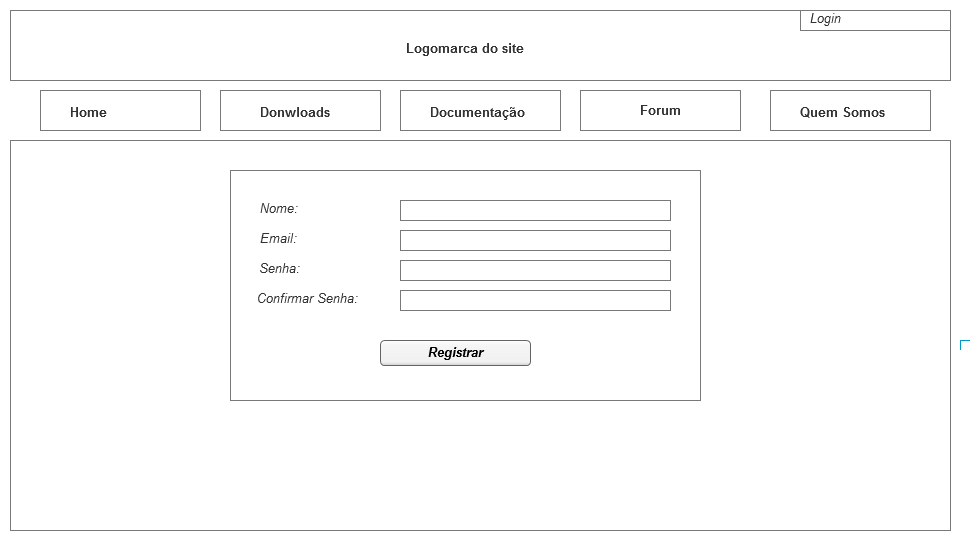 Login
Logomarca do site
Home
Donwloads
Documentação
Forum
Quem Somos
Nome:
Email:
Senha:
Confirmar Senha:
Registrar